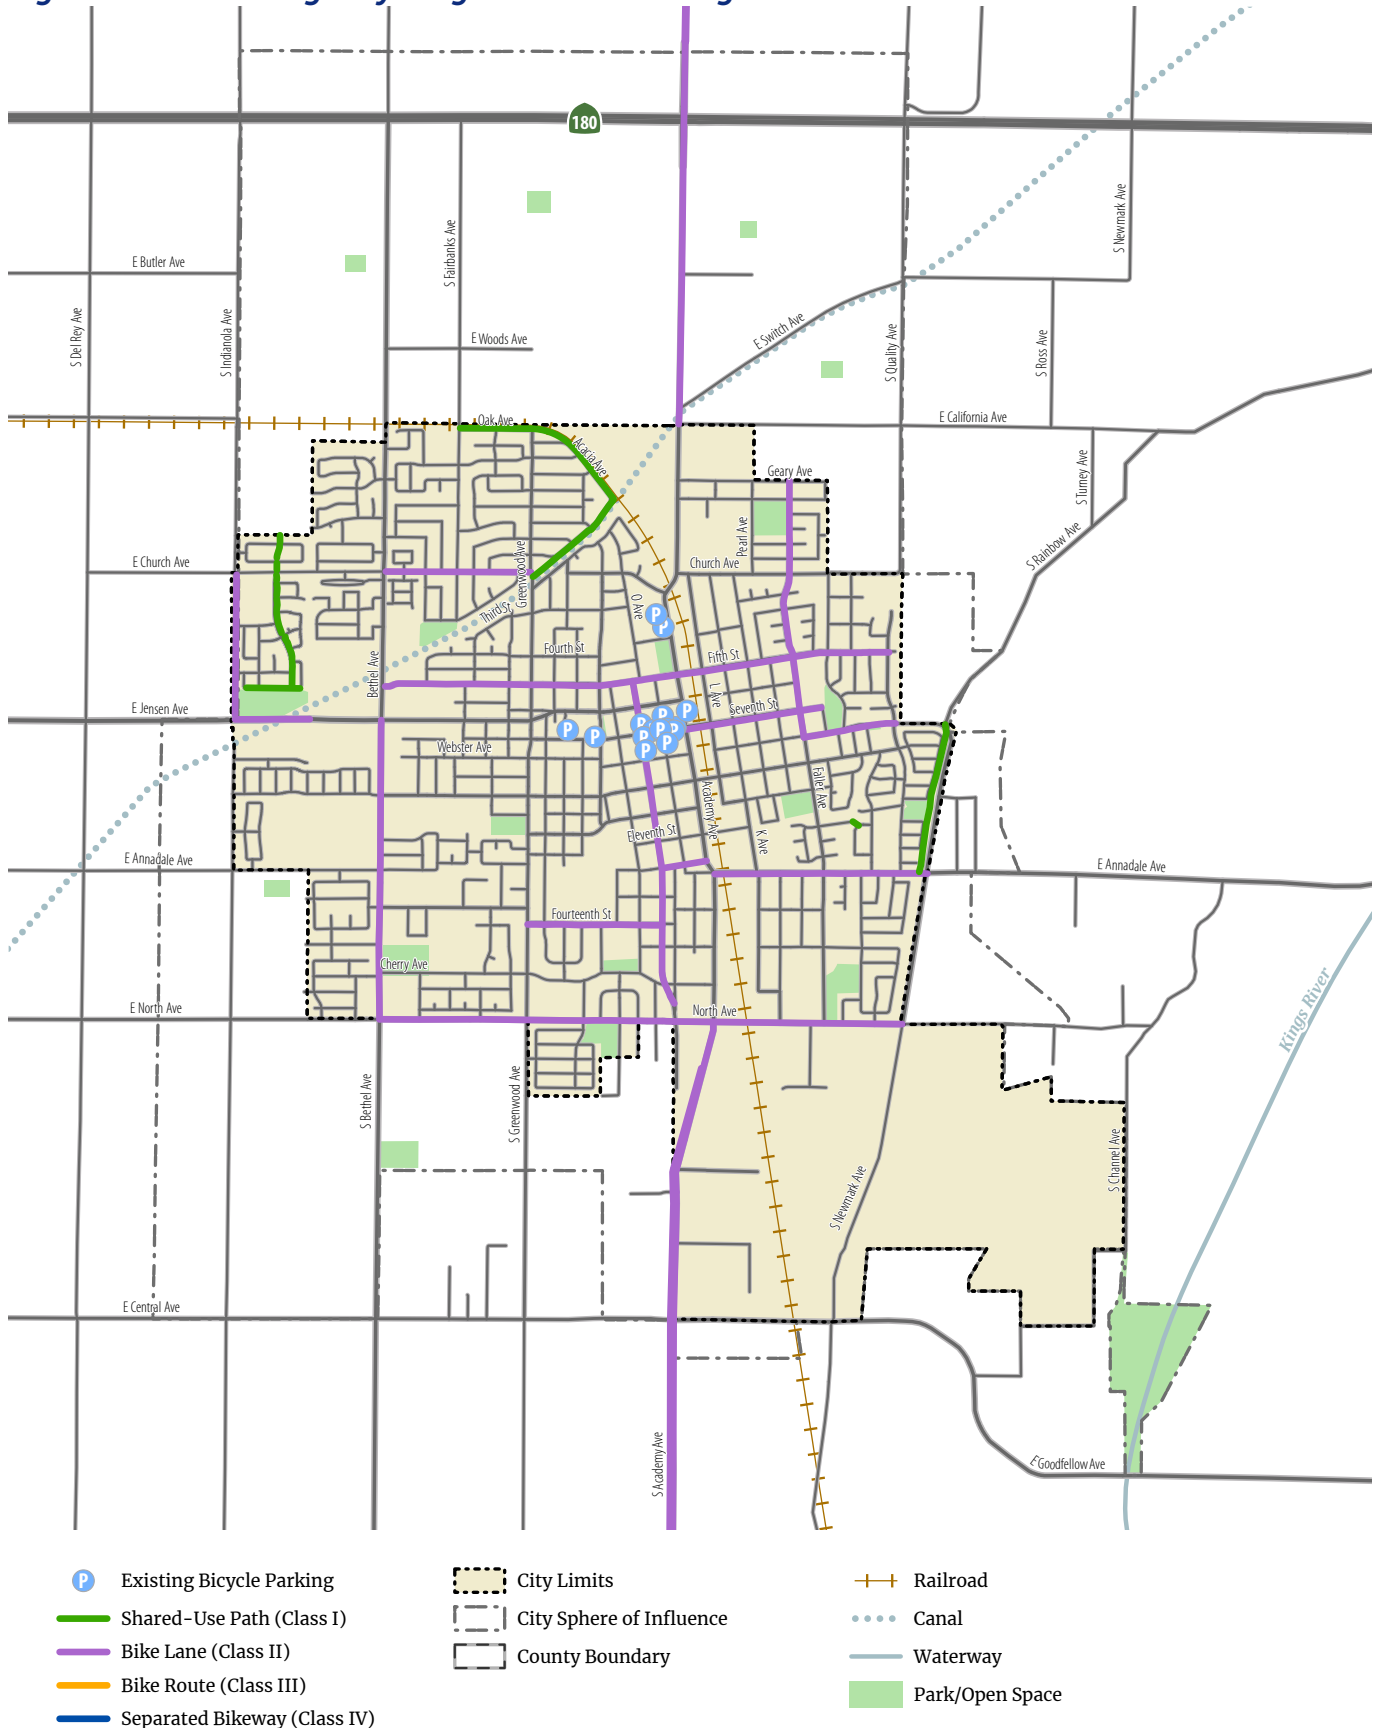 180
S Newmark Ave
S Fairbanks Ave
E Butler Ave
S Del Rey Ave
S Indianola Ave
E Switch Ave
S Quality Ave
S Ross Ave
E Woods Ave
E California Ave
Oak Ave
Acacia Ave
Geary Ave
S Turney Ave
Pearl Ave
S Rainbow Ave
E Church Ave
Church Ave
Greenwood Ave
Third St
O Ave
P
P
Fourth St
Fifth St
Bethel Ave
L Ave
Seventh St
E Jensen Ave
P
P
P
P
P
P
P
P
P
P
Webster Ave
Faller Ave
Academy Ave
K Ave
Eleventh St
E Annadale Ave
E Annadale Ave
Fourteenth St
Cherry Ave
E North Ave
North Ave
Kings River
S Bethel Ave
S Greenwood Ave
S Channel Ave
S Newmark Ave
E Central Ave
S Academy Ave
E Goodfellow Ave
P Existing Bicycle Parking
Shared-Use Path (Class I)
Bike Lane (Class II)
Bike Route (Class III)
Separated Bikeway (Class IV)
City Limits
City Sphere of Influence
County Boundary
Railroad
Canal
Waterway
Park/Open Space